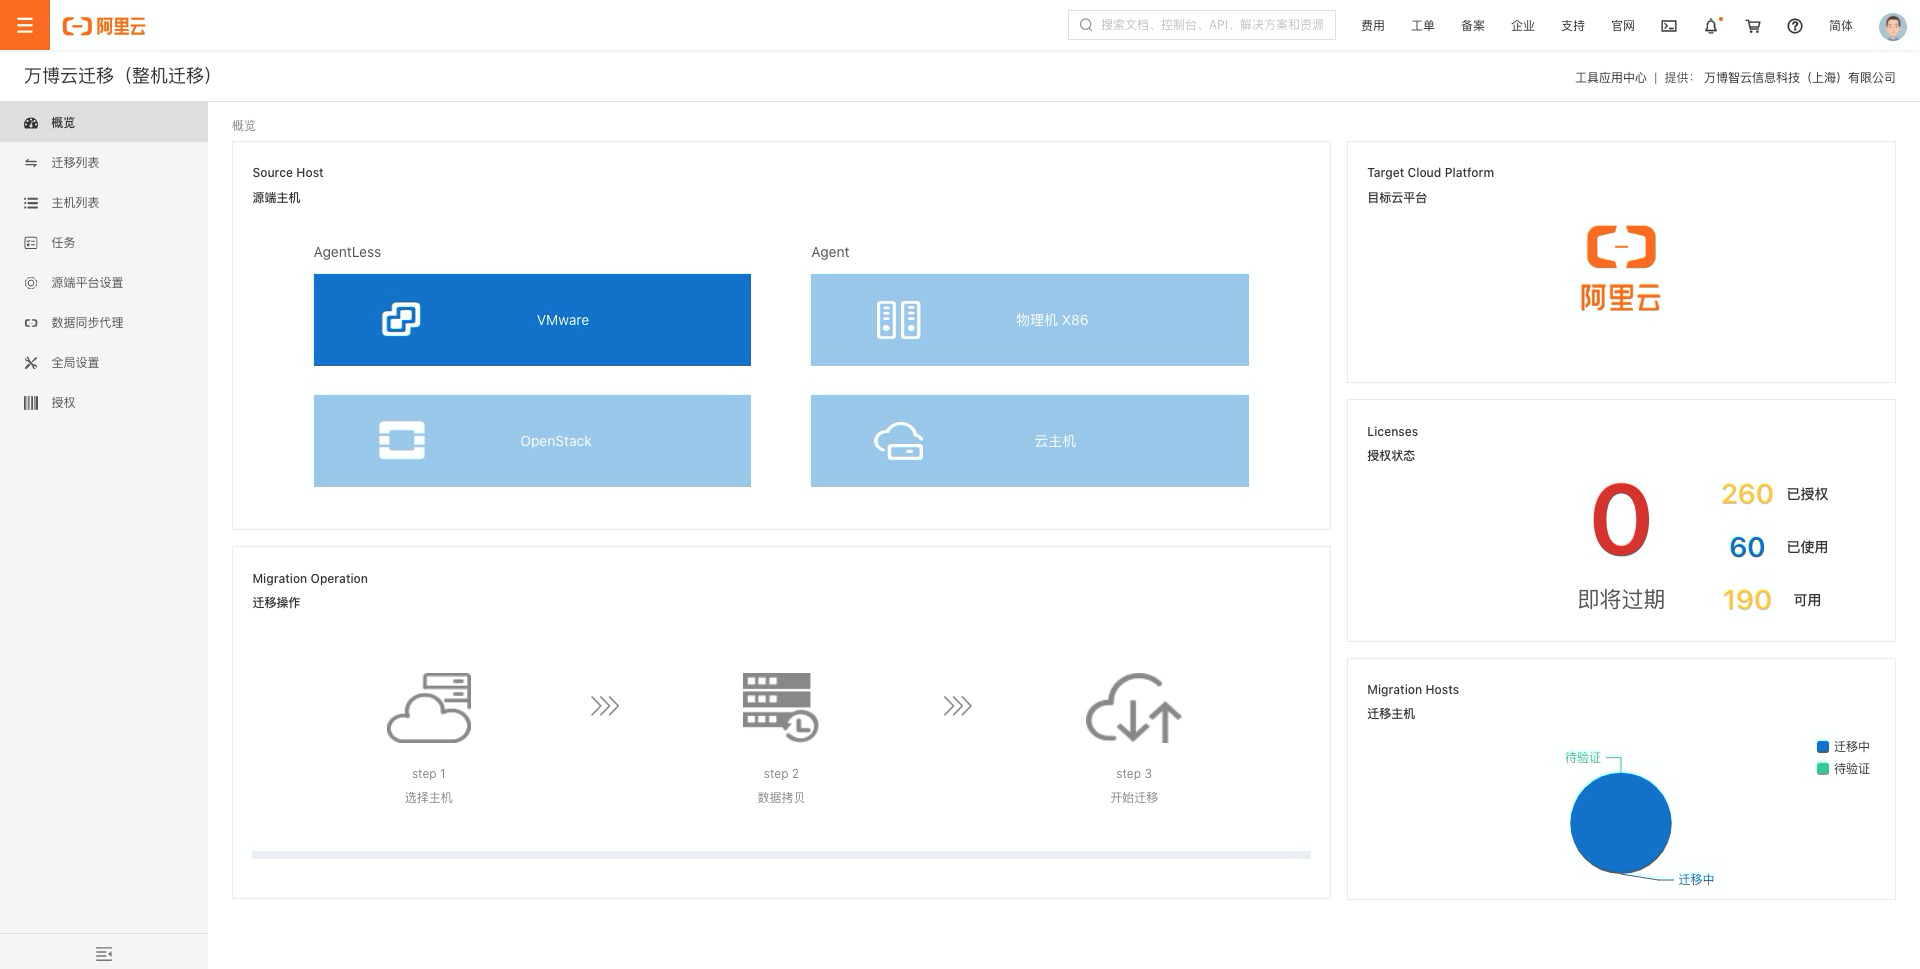 阿里云
搜索文档、控制台、API、解决方案和资源
费用
工单
备案
企业
支持
官网
简体
万博云迁移（整机迁移）
工具应用中心 | 提供： 万博智云信息科技（上海）有限公司
概览
迁移列表
主机列表
任务
源端平台设置
数据同步代理
全局设置
授权
概览
Source Host
源端主机
AgentLess
Agent
VMware
物理机 X86
OpenStack
云主机
Migration Operation
迁移操作
step 1
选择主机
step 2
数据拷贝
step 3
开始迁移
Target Cloud Platform
目标云平台
阿里云
Licenses
授权状态
0
即将过期
260 已授权
60 已使用
190 可用
Migration Hosts
迁移主机
迁移中
待验证
待验证
迁移中